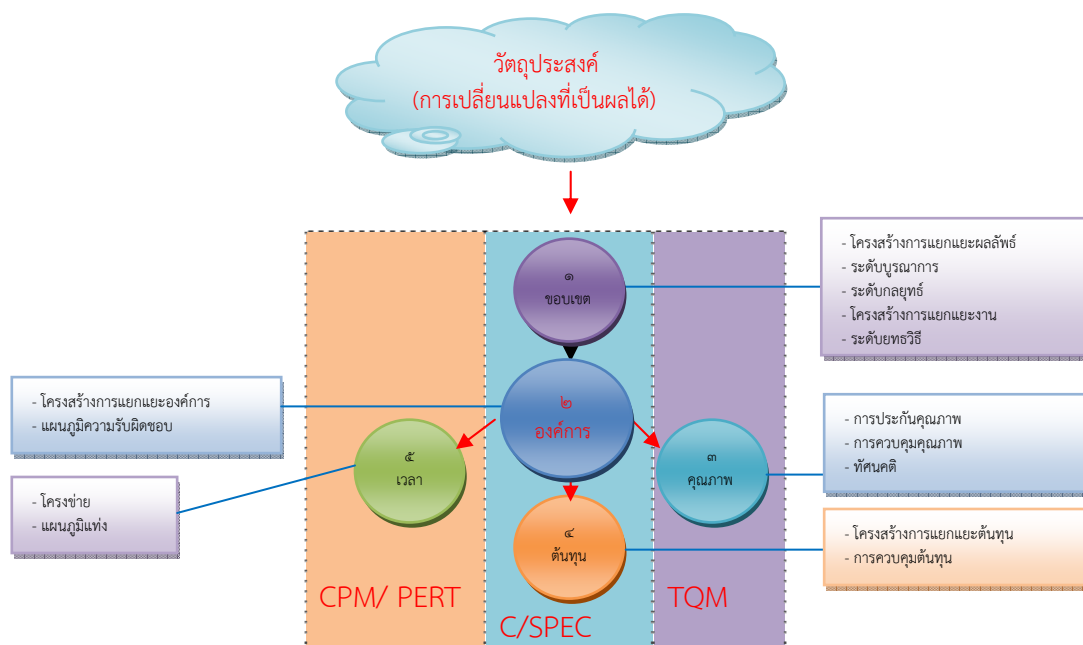 วัตถุประสงค์
(การเปลี่ยนแปลงที่เป็นผลได้)
๑
ขอบเขต
- โครงสร้างการแยกแยะผลลัพธ์
- ระดับบูรณาการ
- ระดับกลยุทธ์
- โครงสร้างการแยกแยะงาน
- ระดับยทธวิธี
๒
องค์การ
- โครงสร้างการแยกแยะองค์การ
- แผนภูมิความรับผิดชอบ
๓
คุณภาพ
- การประกันคุณภาพ
- การควบคุมคุณภาพ
- ทัศนคติ
๕
เวลา
- โครงข่าย
- แผนภูมิแท่ง
๔
ต้นทุน
- โครงสร้างการแยกแยะต้นทุน
- การควบคุมต้นทุน
CPM/ PERT
C/SPEC
TQM